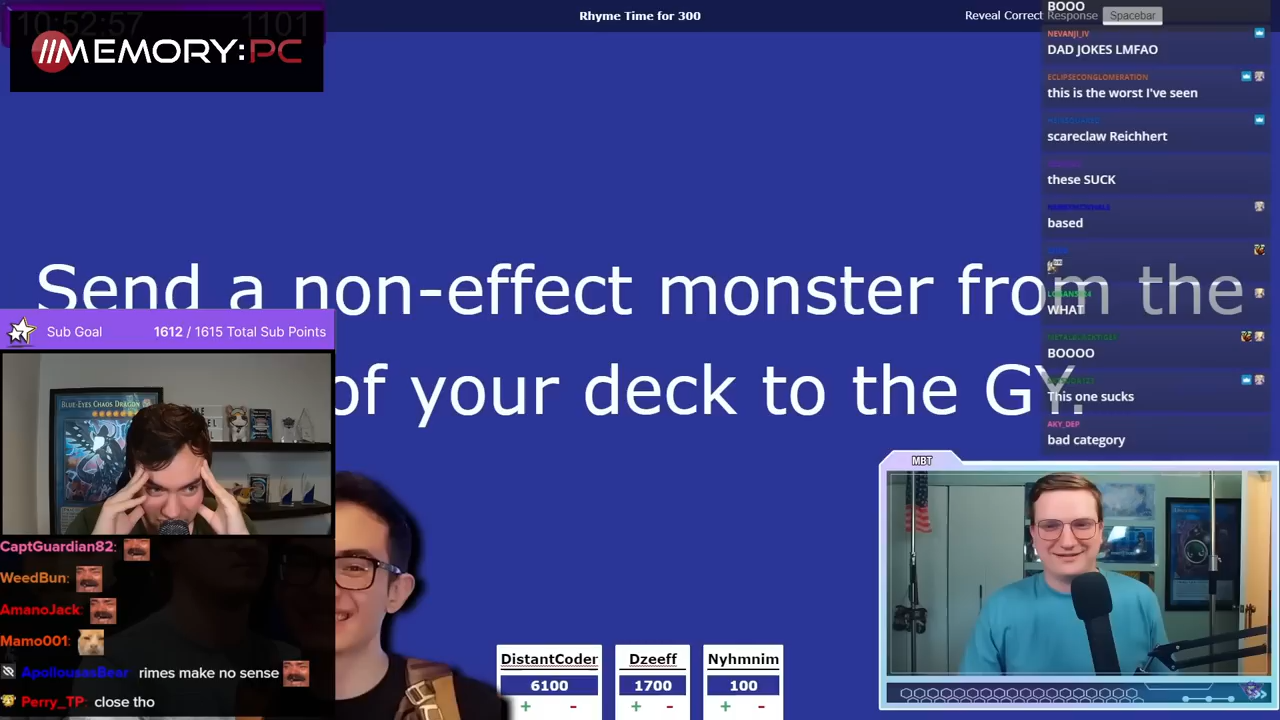 10:52:57
1101
//MEMORY:PC
Rhyme Time for 300
Reveal Correct Response Spacebar
Send a non-effect monster from the
of your deck to the GY.
Sub Goal 1612 / 1615 Total Sub Points
BLUE-EYES CHAOS DRAGON
CaptGuardian82:
WeedBun:
AmanoJack:
Mamo001:
rimes make no sense
Perry_TP: close tho
DistantCoder
6100
+ -
Dzeeff
1700
+ -
Nyhmnim
100
+ -
BOOO
NEVANJI_IV
DAD JOKES LMFAO
ECLIPSECONGLOMERATION
this is the worst I've seen
scareclaw Reichhert
these SUCK
based
WHAT
BOOOO
This one sucks
AKY_DEP
bad category
MBT